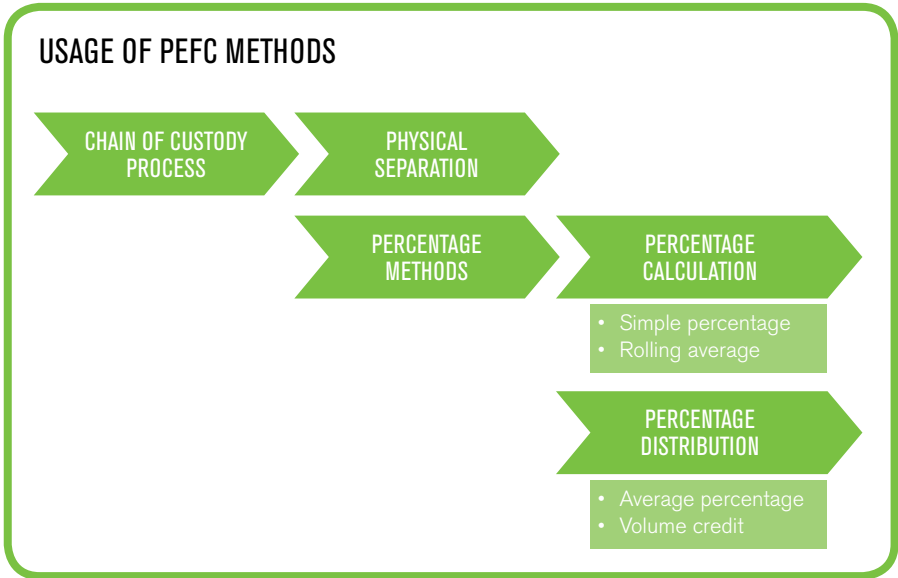 USAGE OF PEFC METHODS
CHAIN OF CUSTODY
PROCESS
PHYSICAL
SEPARATION
PERCENTAGE
METHODS
PERCENTAGE
CALCULATION
• Simple percentage
• Rolling average
PERCENTAGE
DISTRIBUTION
• Average percentage
• Volume credit